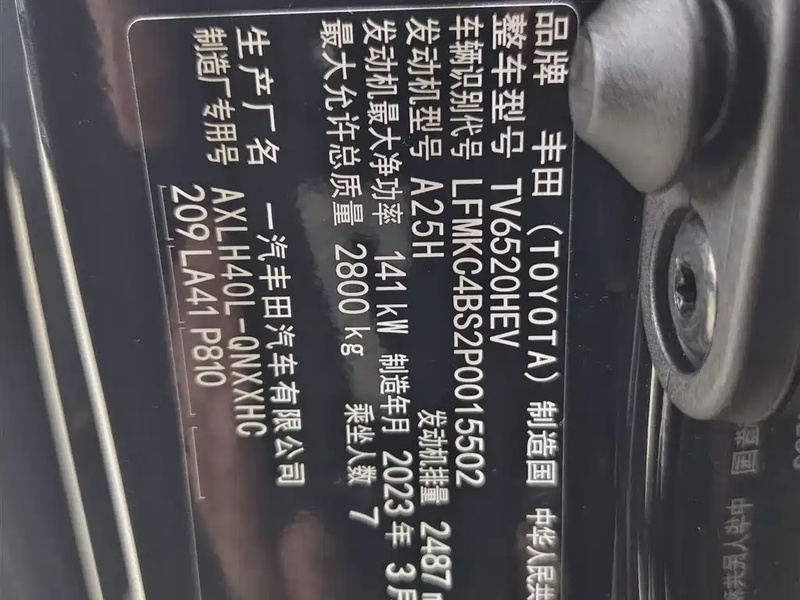 品牌 丰田（TOYOTA）制造国 中华人民共
整车型号 TV6520HEV
车辆识别代号 LFMKC4BS2P0015502
发动机型号 A25H 发动机排量 2487
发动机最大净功率 141 kW 制造年月 2023年 3月
最大允许总质量 2800 kg 乘坐人数 7
生产厂名 一汽丰田汽车有限公司
制造厂专用号 AXLH40L-QNXXHC
209 LA41 P810